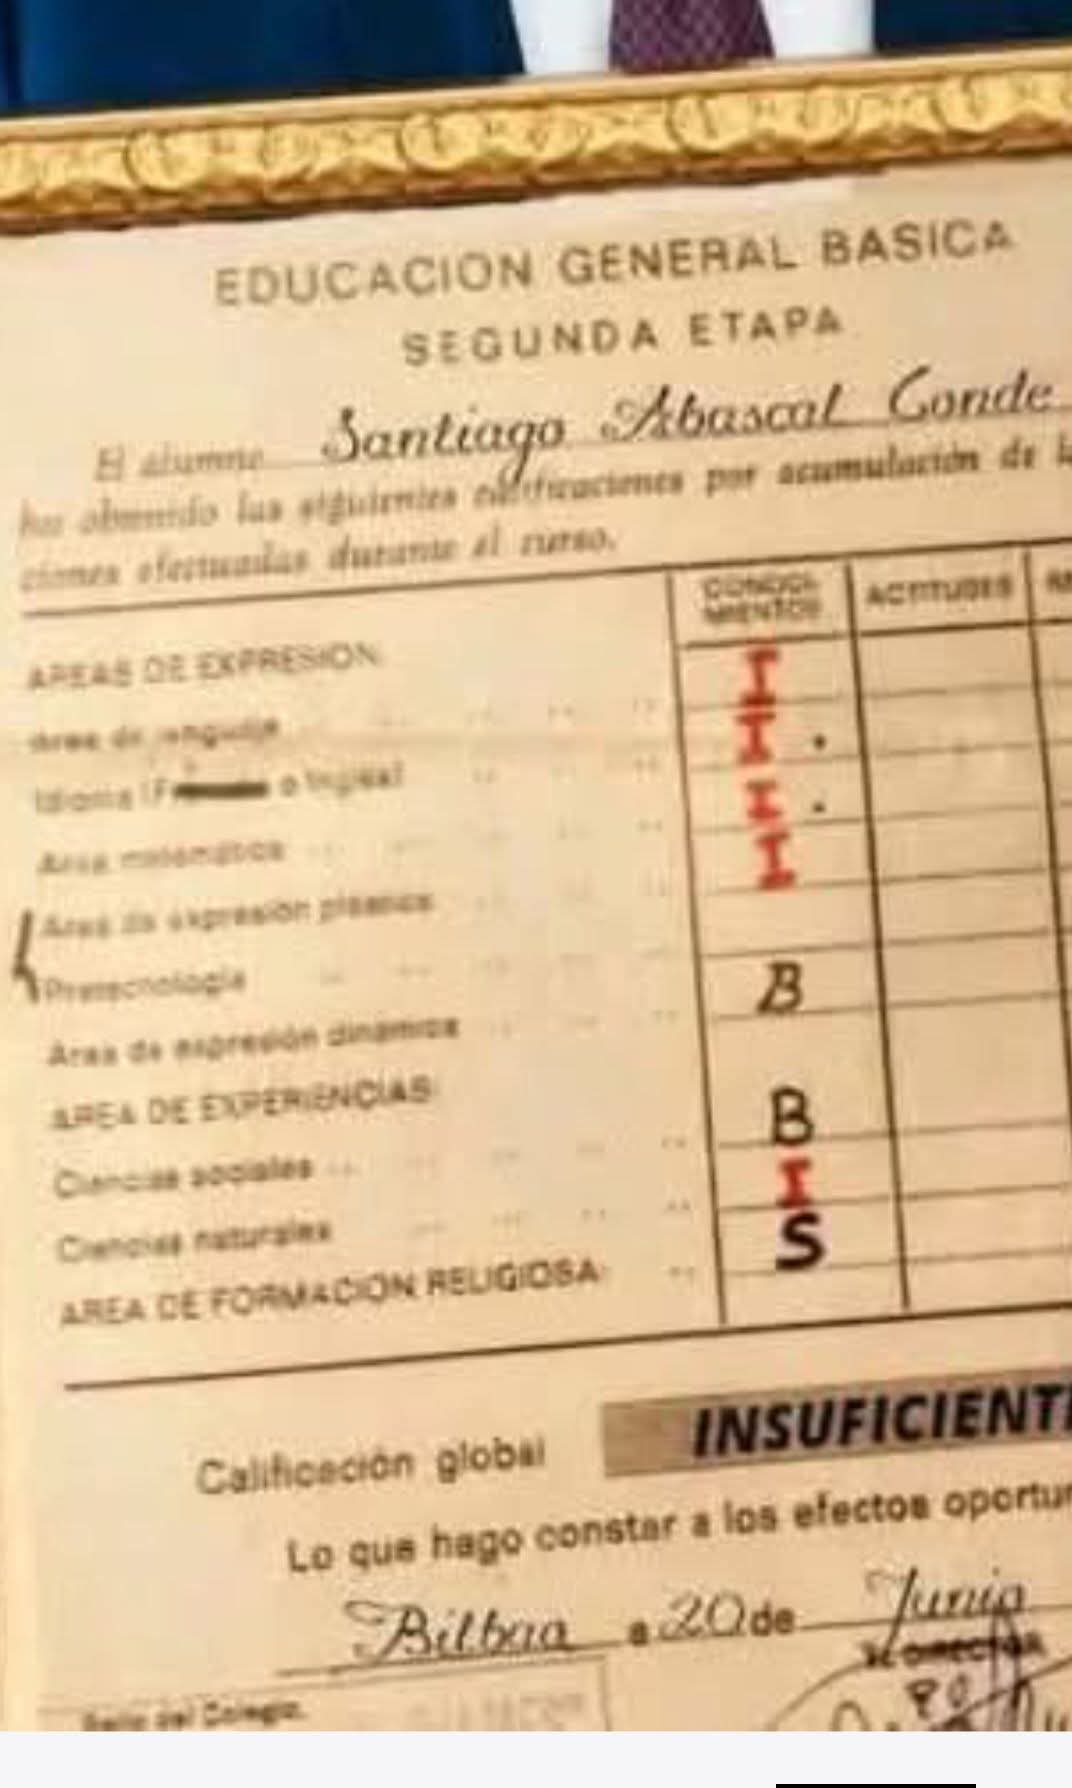 EDUCACION GENERAL BASICA
SEGUNDA ETAPA
El alumno Santiago Abascal Conde
ha obtenido las siguientes calificaciones por acumulación de
ciones efectuadas durante el curso.
CONOCI-
MIENTOS
ACTITUDES
AREAS DE EXPRESION:
I
Area de lenguaje
I
Idioma (F o Inglés)
I
Area matemática
I
Area de expresión plástica
Pretecnología
B
Area de expresión dinámica
AREA DE EXPERIENCIAS:
B
Ciencias sociales
I
Ciencias naturales
S
AREA DE FORMACION RELIGIOSA:
Calificación global INSUFICIENT
Lo que hago constar a los efectos oportu
Bilbao a 20 de Junio
EL DIRECTOR
P.O
Sello del Colegio.